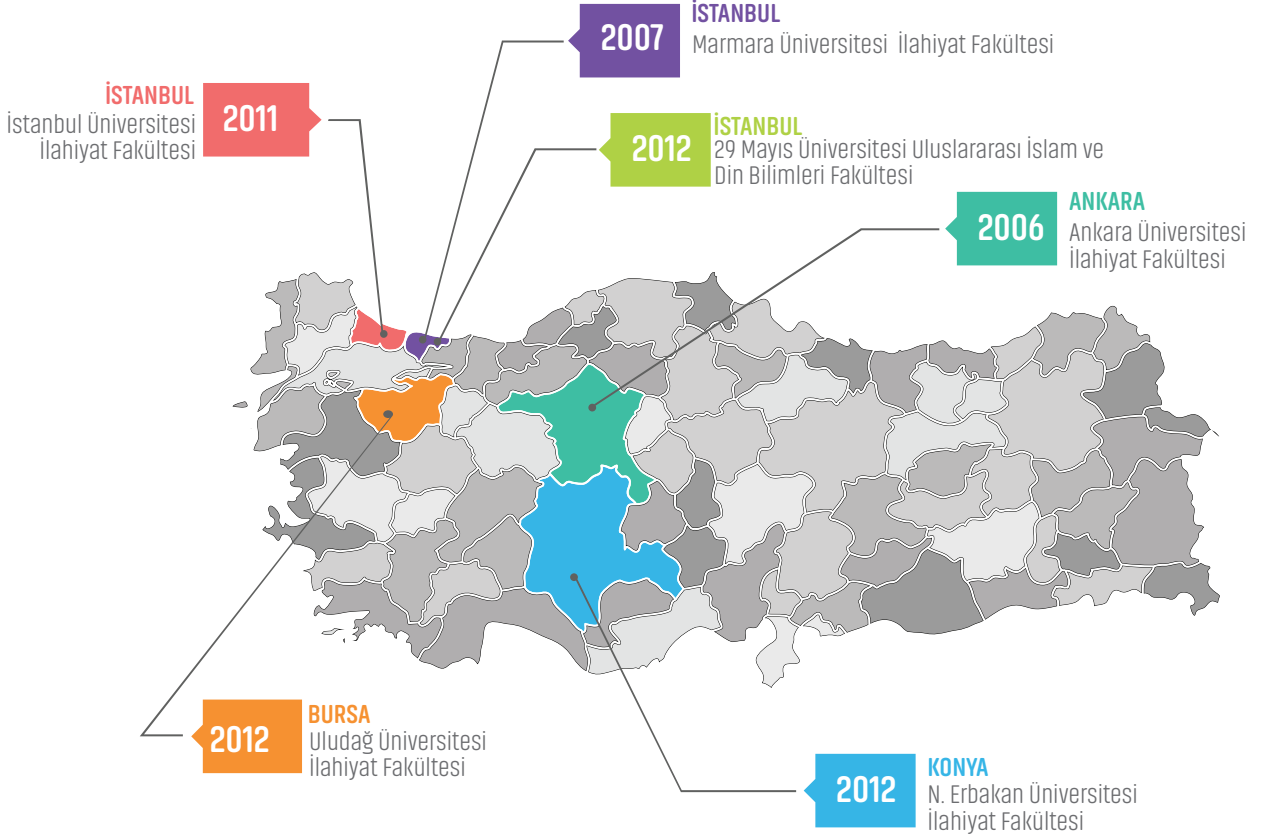 2007
İSTANBUL
Marmara Üniversitesi İlahiyat Fakültesi
2011
İSTANBUL
İstanbul Üniversitesi
İlahiyat Fakültesi
2012
İSTANBUL
29 Mayıs Üniversitesi Uluslararası İslam ve
Din Bilimleri Fakültesi
2006
ANKARA
Ankara Üniversitesi
İlahiyat Fakültesi
2012
BURSA
Uludağ Üniversitesi
İlahiyat Fakültesi
2012
KONYA
N. Erbakan Üniversitesi
İlahiyat Fakültesi